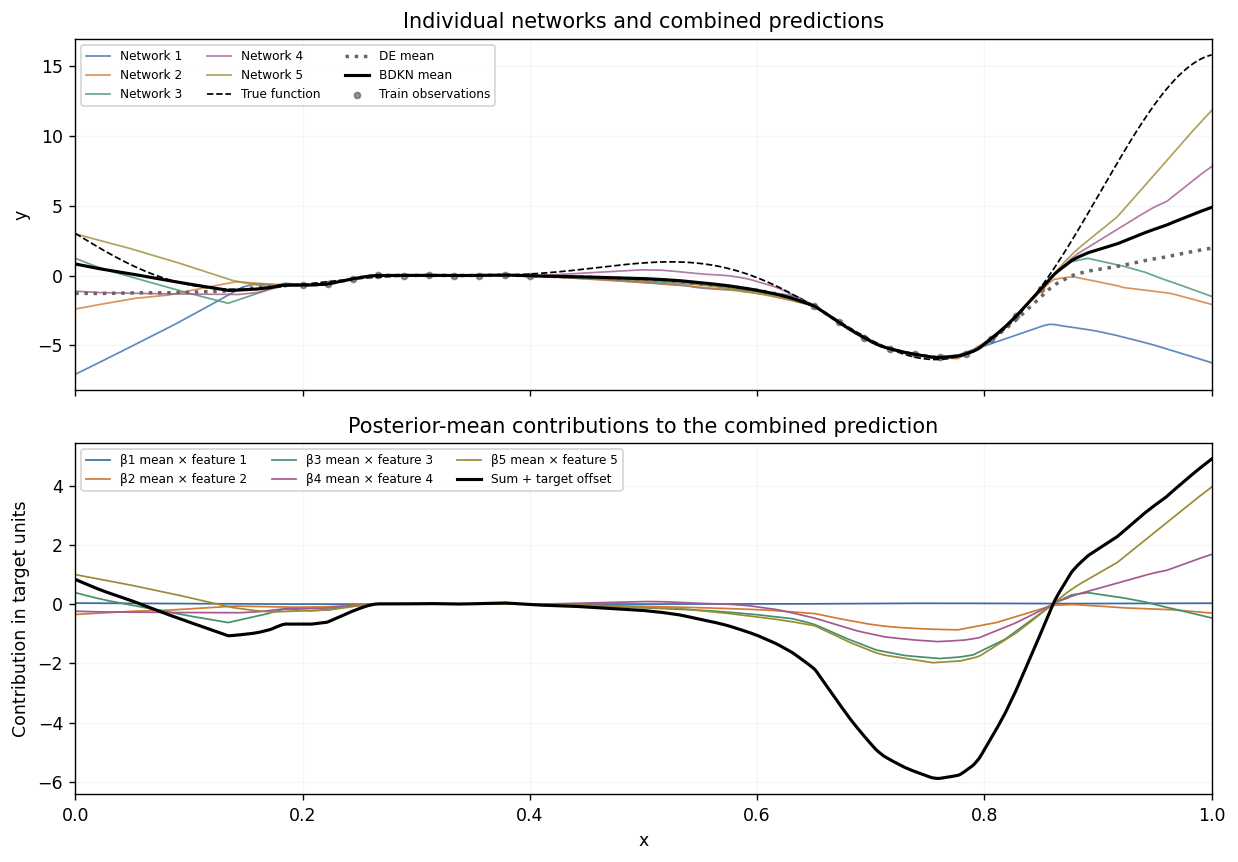 Individual networks and combined predictions
Network 1 Network 4 DE mean
Network 2 Network 5 BDKN mean
Network 3 True function Train observations
15
10
5
0
−5
y
Posterior-mean contributions to the combined prediction
β1 mean × feature 1 β3 mean × feature 3 β5 mean × feature 5
β2 mean × feature 2 β4 mean × feature 4 Sum + target offset
4
2
0
−2
−4
−6
Contribution in target units
0.0 0.2 0.4 0.6 0.8 1.0
x